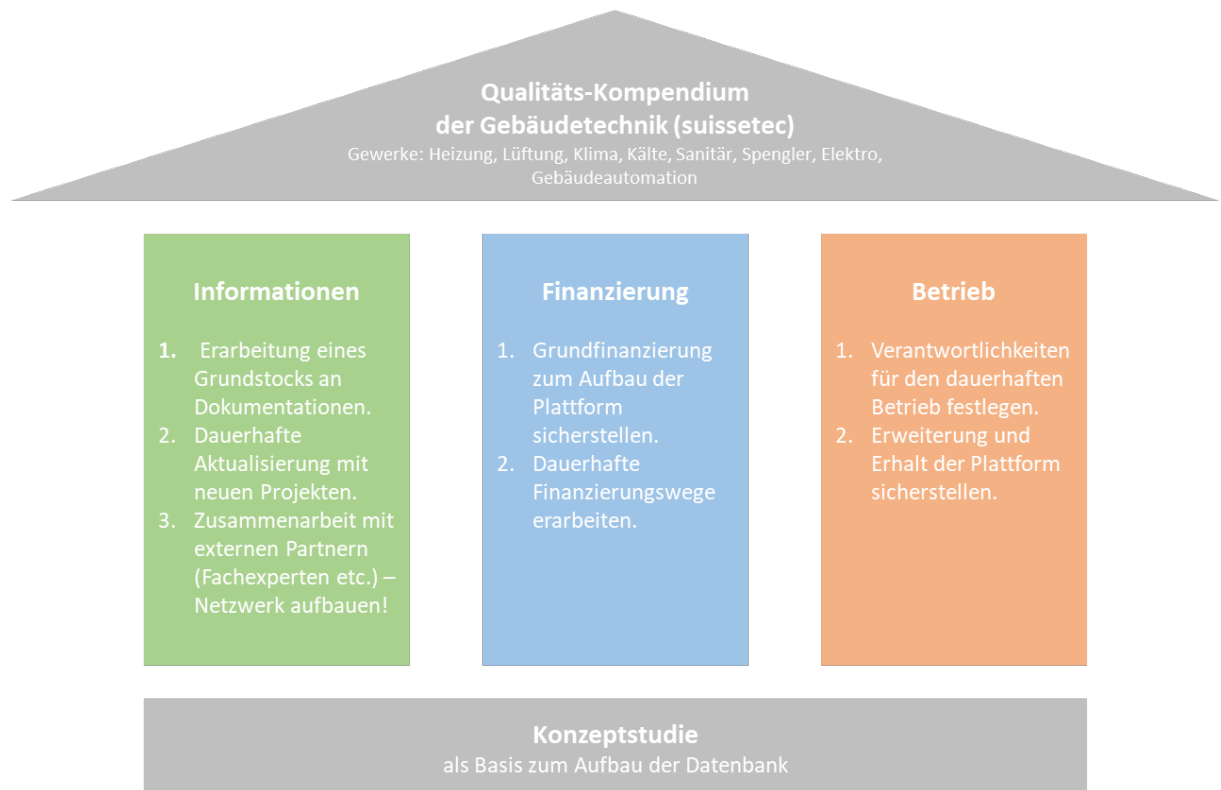 Qualitäts-Kompendium
der Gebäudetechnik (suissetec)
Gewerke: Heizung, Lüftung, Klima, Kälte, Sanitär, Spengler, Elektro,
Gebäudeautomation
Informationen
1. Erarbeitung eines
Grundstocks an
Dokumentationen.
2. Dauerhafte
Aktualisierung mit
neuen Projekten.
3. Zusammenarbeit mit
externen Partnern
(Fachexperten etc.) –
Netzwerk aufbauen!
Finanzierung
1. Grundfinanzierung
zum Aufbau der
Plattform
sicherstellen.
2. Dauerhafte
Finanzierungswege
erarbeiten.
Betrieb
1. Verantwortlichkeiten
für den dauerhaften
Betrieb festlegen.
2. Erweiterung und
Erhalt der Plattform
sicherstellen.
Konzeptstudie
als Basis zum Aufbau der Datenbank